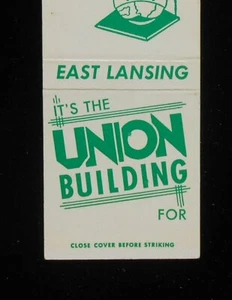 EAST LANSING
IT'S THE
UNION
BUILDING
FOR
CLOSE COVER BEFORE STRIKING